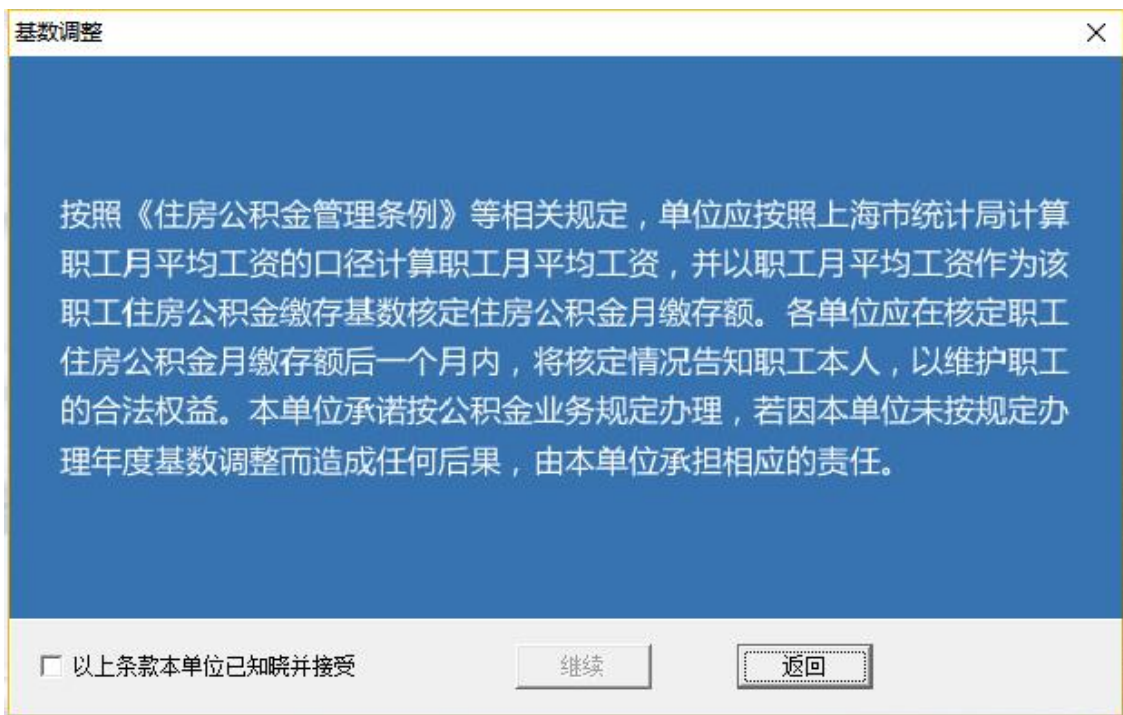 基数调整
按照《住房公积金管理条例》等相关规定，单位应按照上海市统计局计算
职工月平均工资的口径计算职工月平均工资，并以职工月平均工资作为该
职工住房公积金缴存基数核定住房公积金月缴存额。各单位应在核定职工
住房公积金月缴存额后一个月内，将核定情况告知职工本人，以维护职工
的合法权益。本单位承诺按公积金业务规定办理，若因本单位未按规定办
理年度基数调整而造成任何后果，由本单位承担相应的责任。
以上条款本单位已知晓并接受
继续
返回